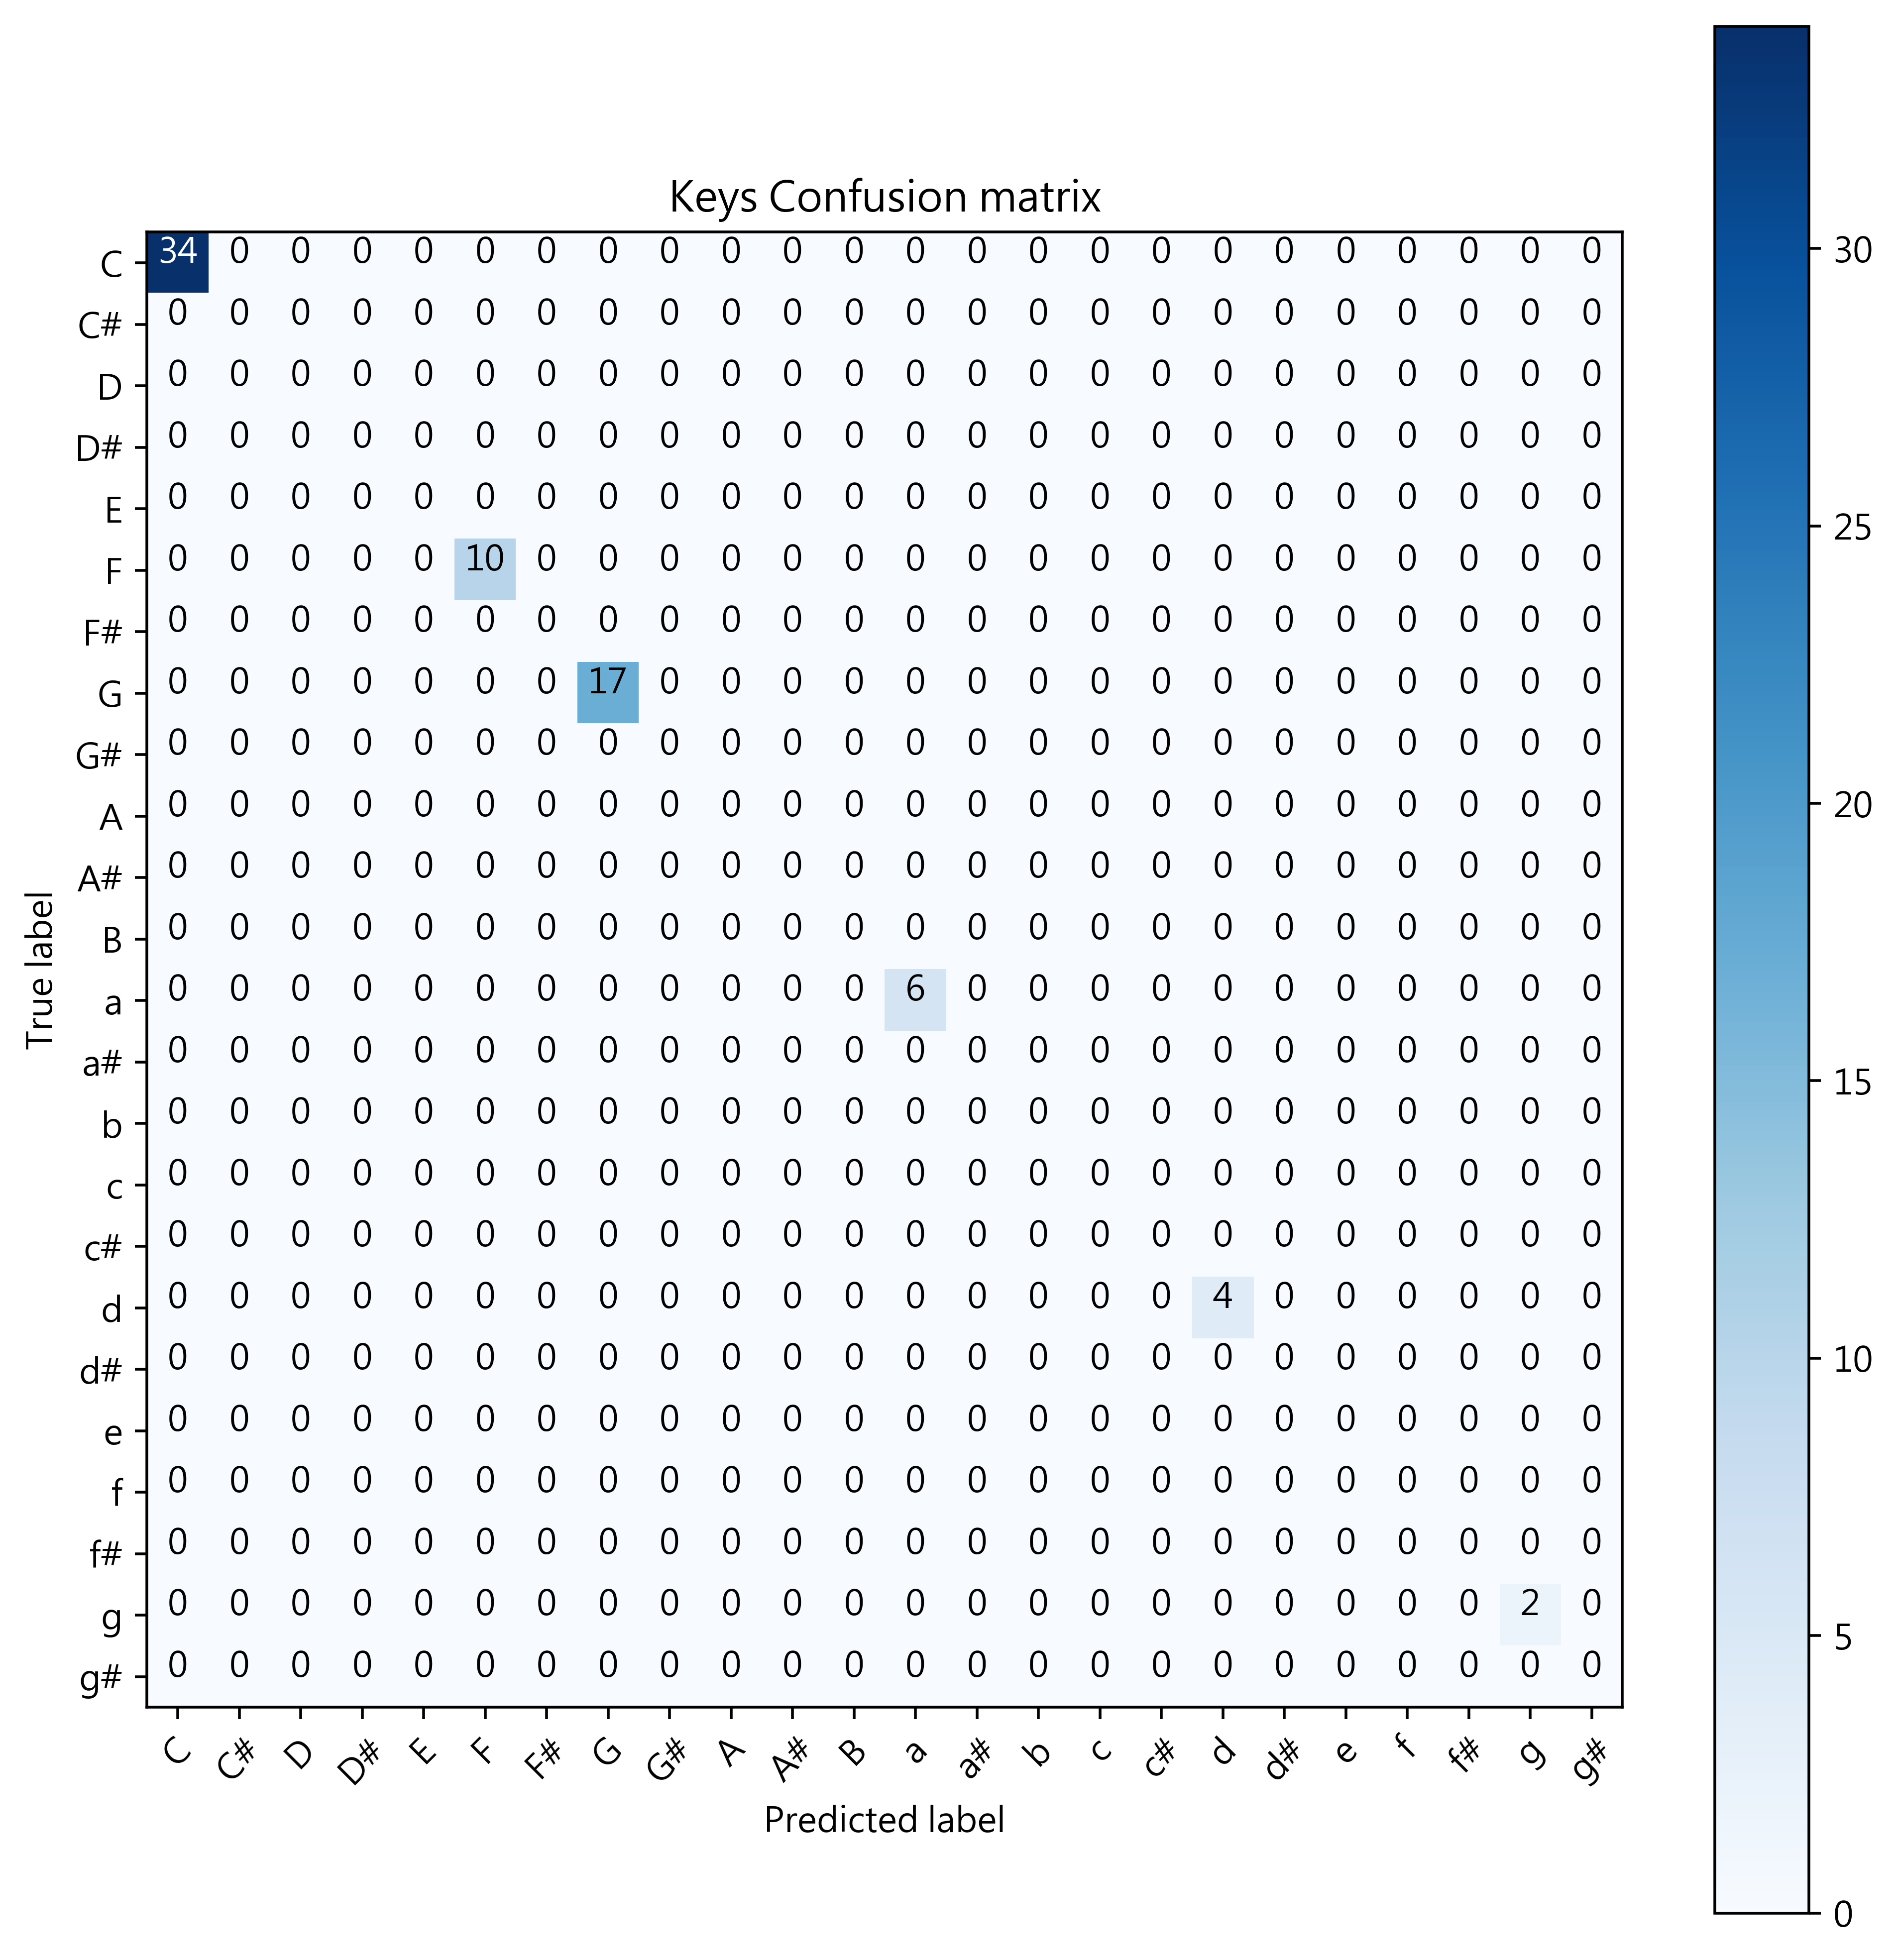 Keys Confusion matrix
C 34 0 0 0 0 0 0 0 0 0 0 0 0 0 0 0 0 0 0 0 0 0 0 0
C# 0 0 0 0 0 0 0 0 0 0 0 0 0 0 0 0 0 0 0 0 0 0 0 0
D 0 0 0 0 0 0 0 0 0 0 0 0 0 0 0 0 0 0 0 0 0 0 0 0
D# 0 0 0 0 0 0 0 0 0 0 0 0 0 0 0 0 0 0 0 0 0 0 0 0
E 0 0 0 0 0 0 0 0 0 0 0 0 0 0 0 0 0 0 0 0 0 0 0 0
F 0 0 0 0 0 10 0 0 0 0 0 0 0 0 0 0 0 0 0 0 0 0 0 0
F# 0 0 0 0 0 0 0 0 0 0 0 0 0 0 0 0 0 0 0 0 0 0 0 0
G 0 0 0 0 0 0 0 17 0 0 0 0 0 0 0 0 0 0 0 0 0 0 0 0
G# 0 0 0 0 0 0 0 0 0 0 0 0 0 0 0 0 0 0 0 0 0 0 0 0
A 0 0 0 0 0 0 0 0 0 0 0 0 0 0 0 0 0 0 0 0 0 0 0 0
A# 0 0 0 0 0 0 0 0 0 0 0 0 0 0 0 0 0 0 0 0 0 0 0 0
B 0 0 0 0 0 0 0 0 0 0 0 0 0 0 0 0 0 0 0 0 0 0 0 0
a 0 0 0 0 0 0 0 0 0 0 0 0 6 0 0 0 0 0 0 0 0 0 0 0
a# 0 0 0 0 0 0 0 0 0 0 0 0 0 0 0 0 0 0 0 0 0 0 0 0
b 0 0 0 0 0 0 0 0 0 0 0 0 0 0 0 0 0 0 0 0 0 0 0 0
c 0 0 0 0 0 0 0 0 0 0 0 0 0 0 0 0 0 0 0 0 0 0 0 0
c# 0 0 0 0 0 0 0 0 0 0 0 0 0 0 0 0 0 0 0 0 0 0 0 0
d 0 0 0 0 0 0 0 0 0 0 0 0 0 0 0 0 0 4 0 0 0 0 0 0
d# 0 0 0 0 0 0 0 0 0 0 0 0 0 0 0 0 0 0 0 0 0 0 0 0
e 0 0 0 0 0 0 0 0 0 0 0 0 0 0 0 0 0 0 0 0 0 0 0 0
f 0 0 0 0 0 0 0 0 0 0 0 0 0 0 0 0 0 0 0 0 0 0 0 0
f# 0 0 0 0 0 0 0 0 0 0 0 0 0 0 0 0 0 0 0 0 0 0 0 0
g 0 0 0 0 0 0 0 0 0 0 0 0 0 0 0 0 0 0 0 0 0 0 2 0
g# 0 0 0 0 0 0 0 0 0 0 0 0 0 0 0 0 0 0 0 0 0 0 0 0
C C# D D# E F F# G G# A A# B a a# b c c# d d# e f f# g g#
Predicted label
True label
30
25
20
15
10
5
0